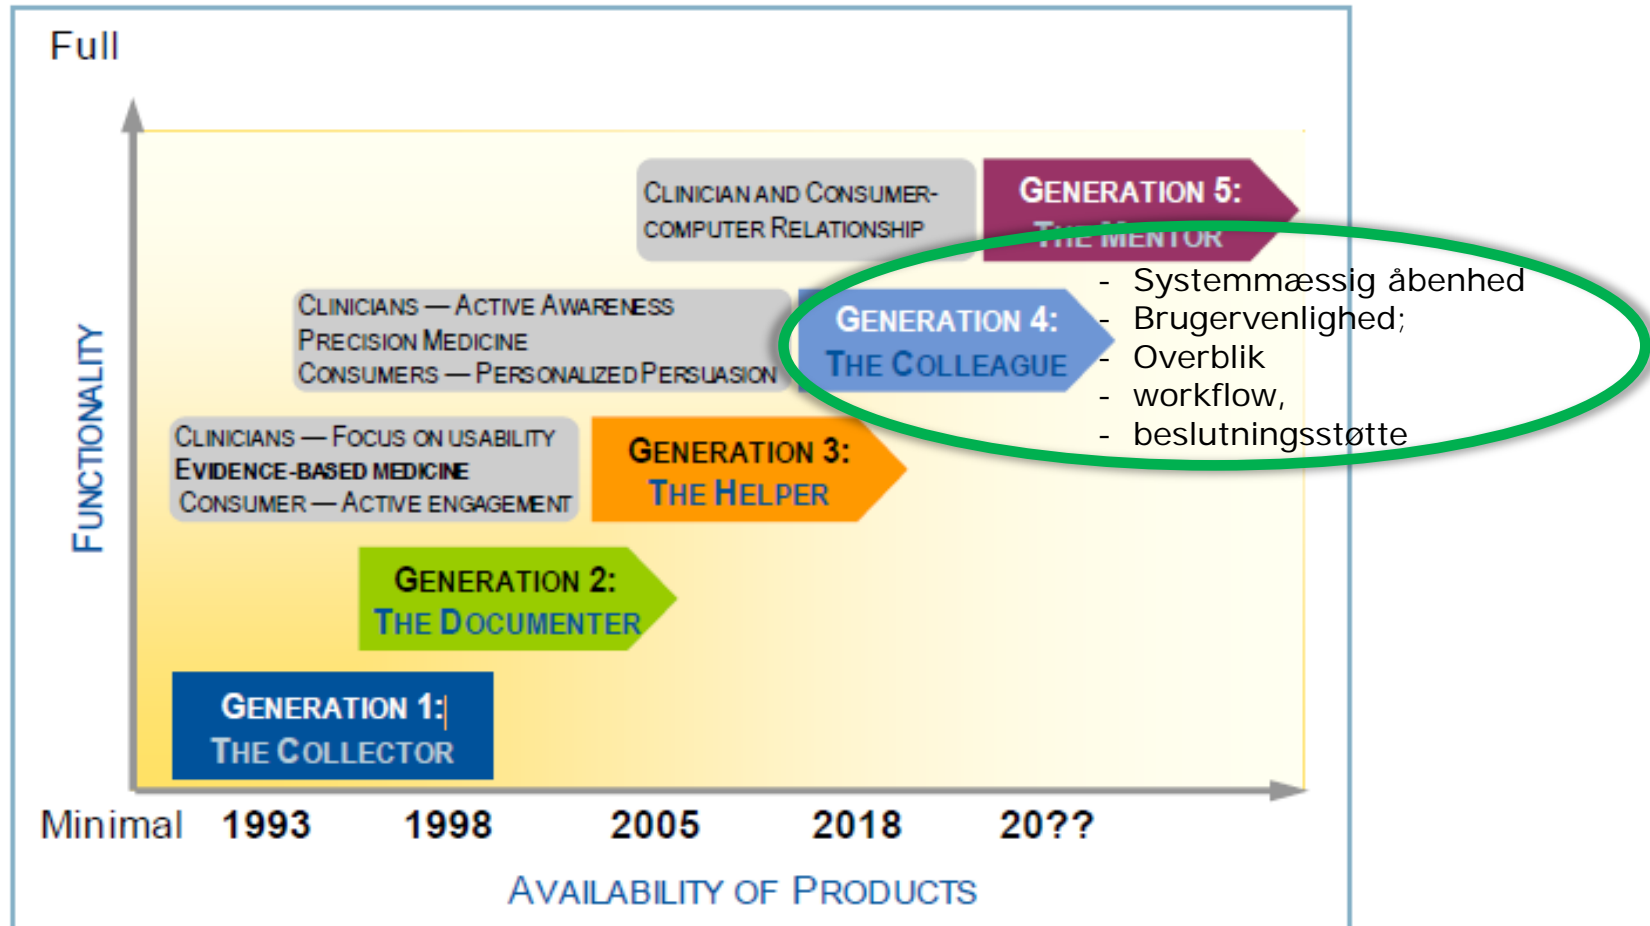 Full
CLINICIAN AND CONSUMER-
COMPUTER RELATIONSHIP
GENERATION 5:
THE MENTOR
CLINICIANS — ACTIVE AWARENESS
PRECISION MEDICINE
CONSUMERS — PERSONALIZED PERSUASION
GENERATION 4:
THE COLLEAGUE
- Systemmæssig åbenhed
- Brugervenlighed;
- Overblik
- workflow,
- beslutningsstøtte
CLINICIANS — FOCUS ON USABILITY
EVIDENCE-BASED MEDICINE
CONSUMER — ACTIVE ENGAGEMENT
GENERATION 3:
THE HELPER
GENERATION 2:
THE DOCUMENTER
GENERATION 1:
THE COLLECTOR
FUNCTIONALITY
Minimal 1993 1998 2005 2018 20??
AVAILABILITY OF PRODUCTS